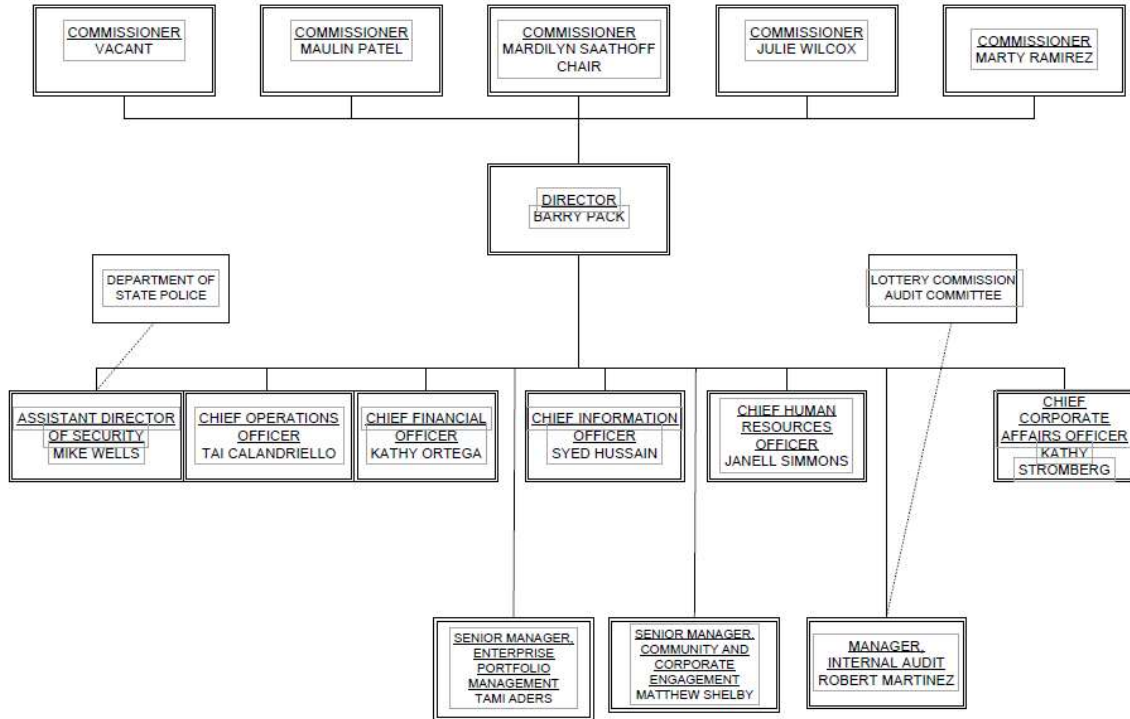 COMMISSIONER
VACANT
COMMISSIONER
MAULIN PATEL
COMMISSIONER
MARDILYN SAATHOFF
CHAIR
COMMISSIONER
JULIE WILCOX
COMMISSIONER
MARTY RAMIREZ
DIRECTOR
BARRY PACK
DEPARTMENT OF
STATE POLICE
LOTTERY COMMISSION
AUDIT COMMITTEE
ASSISTANT DIRECTOR
OF SECURITY
MIKE WELLS
CHIEF OPERATIONS
OFFICER
TAI CALANDRIELLO
CHIEF FINANCIAL
OFFICER
KATHY ORTEGA
CHIEF INFORMATION
OFFICER
SYED HUSSAIN
CHIEF HUMAN
RESOURCES
OFFICER
JANELL SIMMONS
CHIEF
CORPORATE
AFFAIRS OFFICER
KATHY
STROMBERG
SENIOR MANAGER,
ENTERPRISE
PORTFOLIO
MANAGEMENT
TAMI ADERS
SENIOR MANAGER,
COMMUNITY AND
CORPORATE
ENGAGEMENT
MATTHEW SHELBY
MANAGER,
INTERNAL AUDIT
ROBERT MARTINEZ